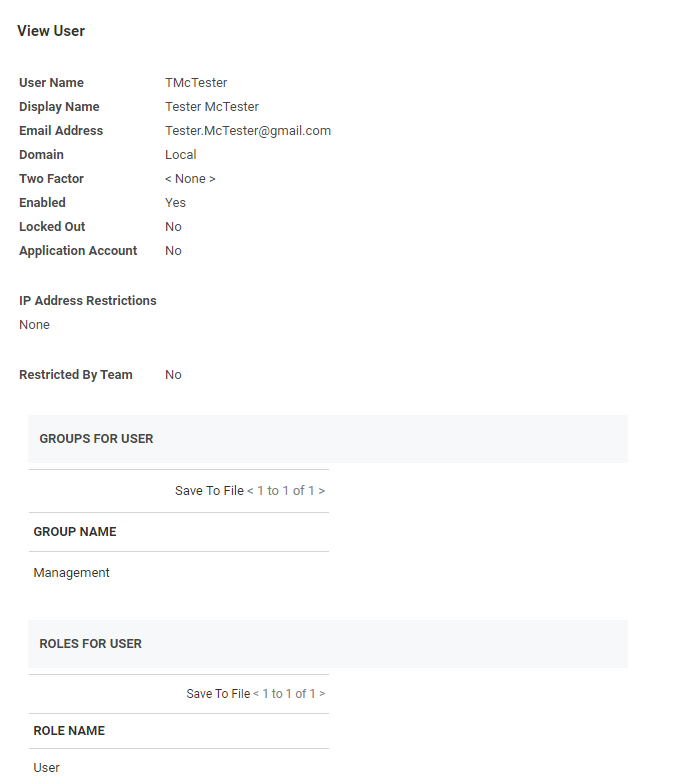 View User
User Name TMcTester
Display Name Tester McTester
Email Address Tester.McTester@gmail.com
Domain Local
Two Factor < None >
Enabled Yes
Locked Out No
Application Account No
IP Address Restrictions
None
Restricted By Team No
GROUPS FOR USER
Save To File < 1 to 1 of 1 >
GROUP NAME
Management
ROLES FOR USER
Save To File < 1 to 1 of 1 >
ROLE NAME
User